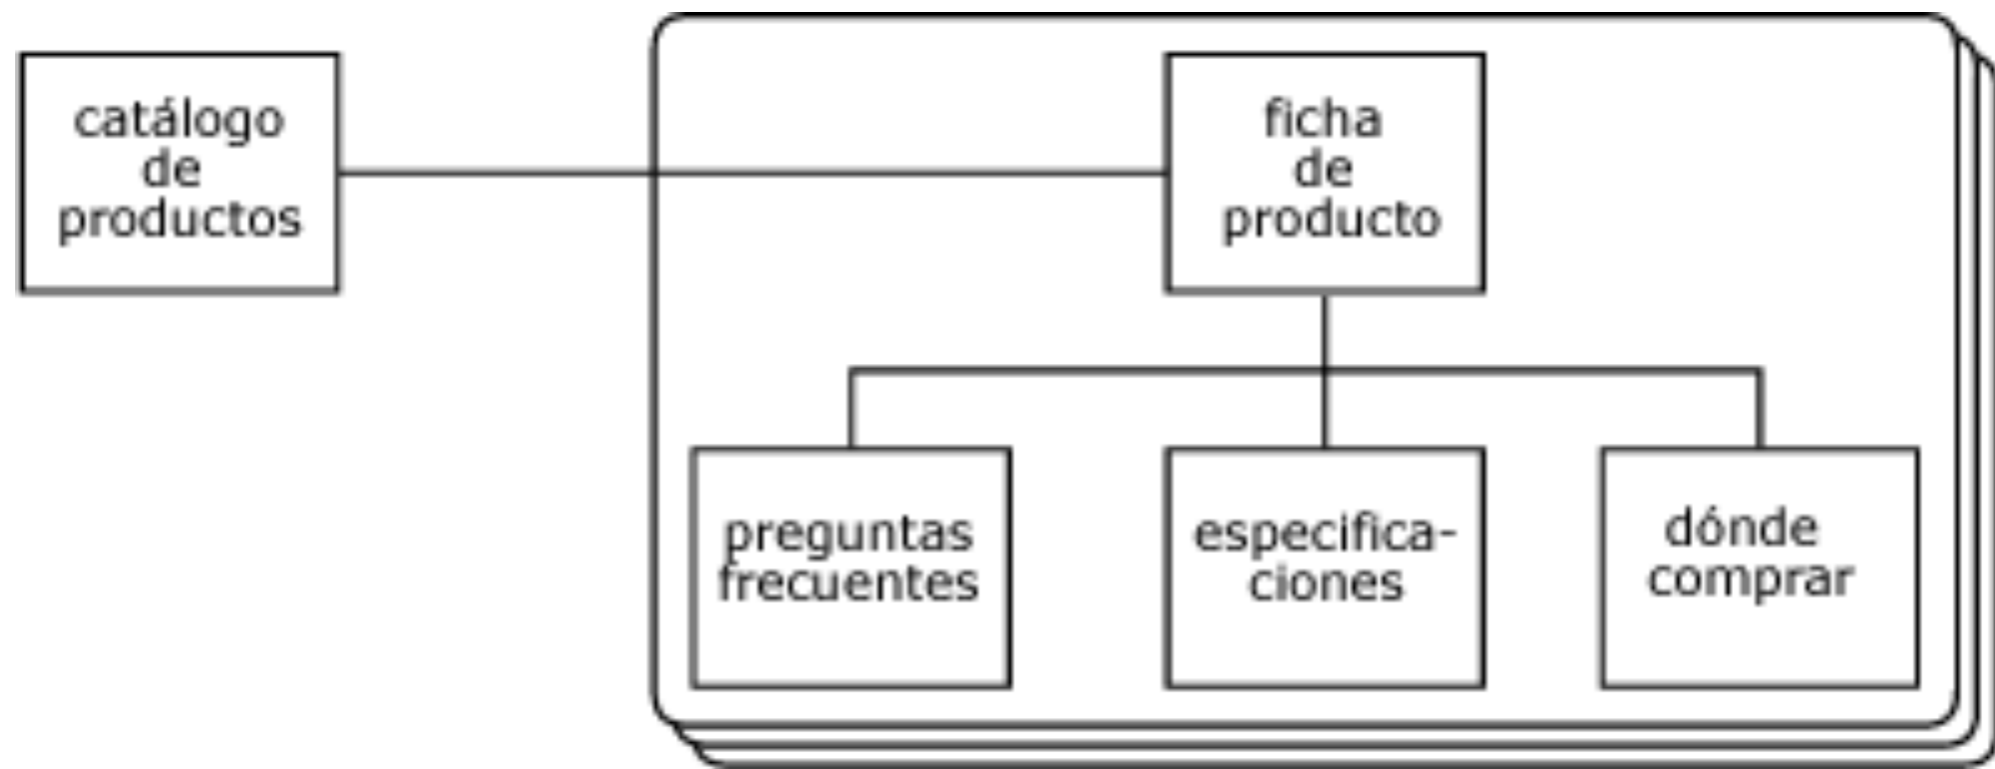 catálogo
de
productos
ficha
de
producto
preguntas
frecuentes
especifica-
ciones
dónde
comprar